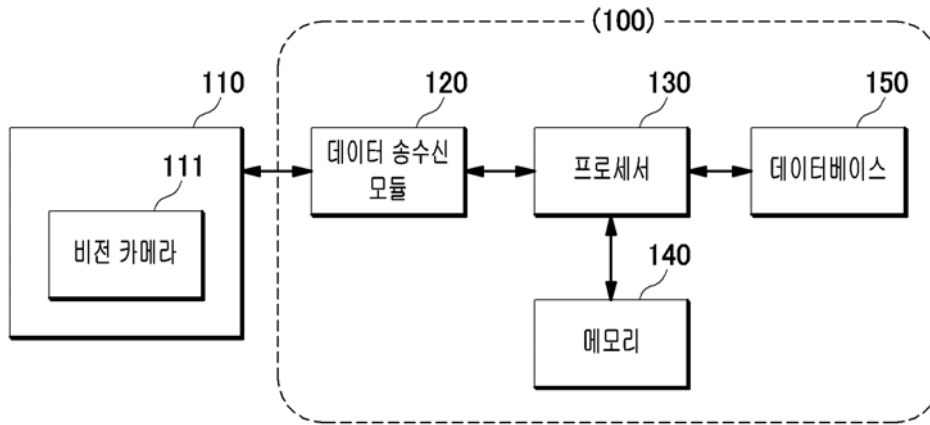 (100)
110
120
130
150
111
데이터 송수신
모듈
프로세서
데이터베이스
비전 카메라
140
메모리